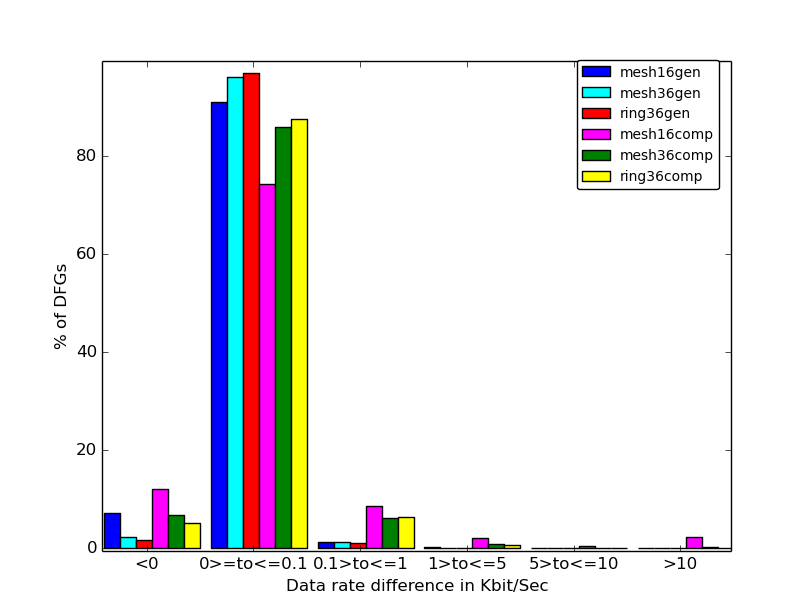 mesh16gen
mesh36gen
ring36gen
mesh16comp
mesh36comp
ring36comp
% of DFGs
80
60
40
20
0
<0 0>=to<=0.1 0.1>to<=1 1>to<=5 5>to<=10 >10
Data rate difference in Kbit/Sec